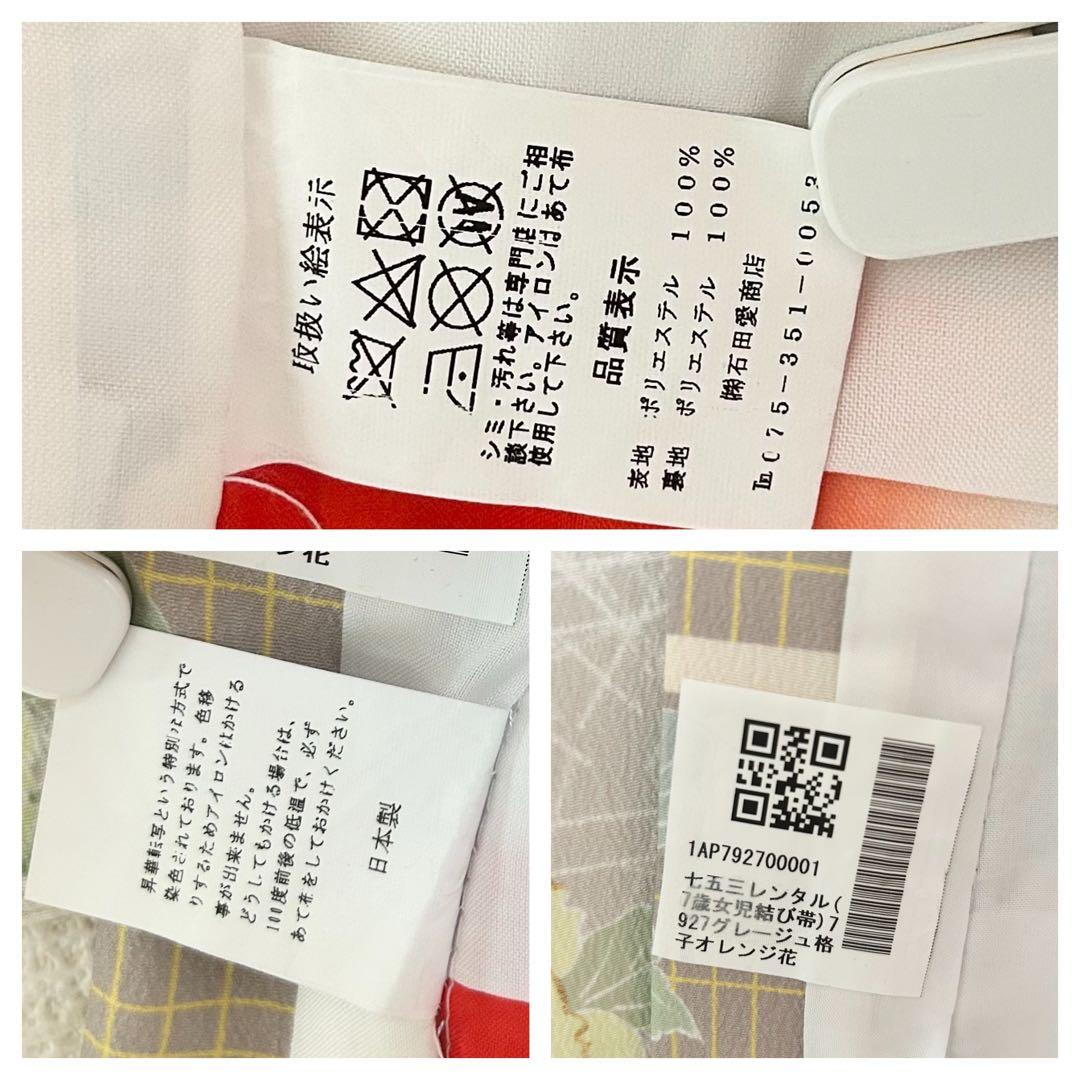 取扱い絵表示
シミ・汚れ等は専門店にご相
談下さい。アイロンはあて布
使用して下さい。
品質表示
表地 ポリエステル 100%
裏地 ポリエステル 100%
㈱石田愛商店
℡075-351-0053
昇華転写という特別な方式で
染色されております。色移
りするためアイロンはかける
事が出来ません。
どうしてもかける場合は、
100度前後の低温で、必ず
あて布をしておかけください。
日本製
1AP792700001
七五三レンタル(
7歳女児結び帯)7
927グレージュ格
子オレンジ花